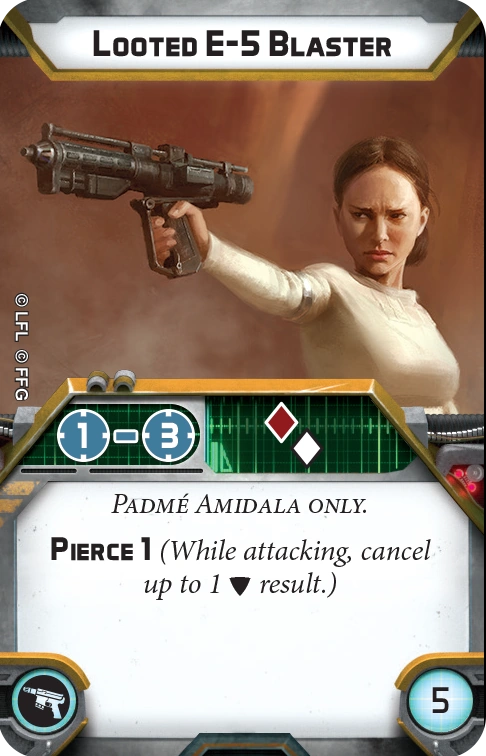 Looted E-5 Blaster
© LFL © FFG
1 - 3
Padmé Amidala only.
Pierce 1 (While attacking, cancel
up to 1 result.)
5